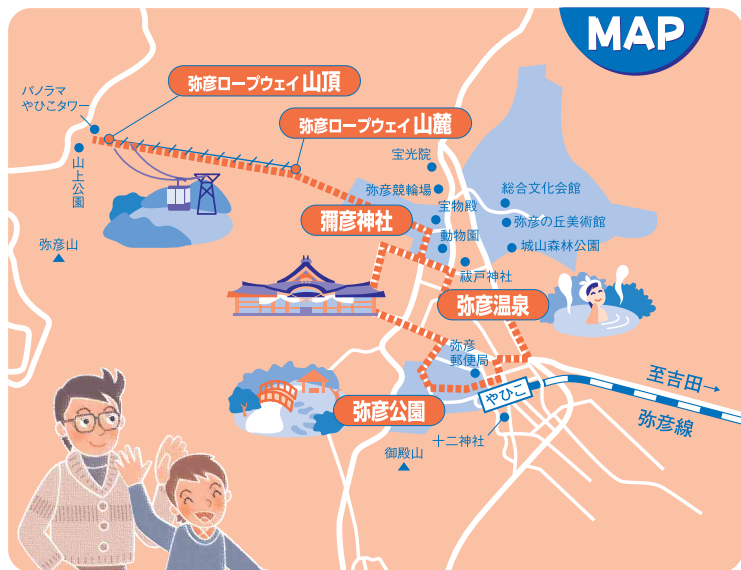 MAP
弥彦ロープウェイ山頂
パノラマ
やひこタワー
弥彦ロープウェイ山麓
宝光院
山上公園
弥彦競輪場
総合文化会館
宝物殿
彌彦神社
弥彦の丘美術館
動物園
城山森林公園
弥彦山
祓戸神社
弥彦温泉
弥彦
郵便局
至吉田→
やひこ
弥彦公園
弥彦線
十二神社
御殿山